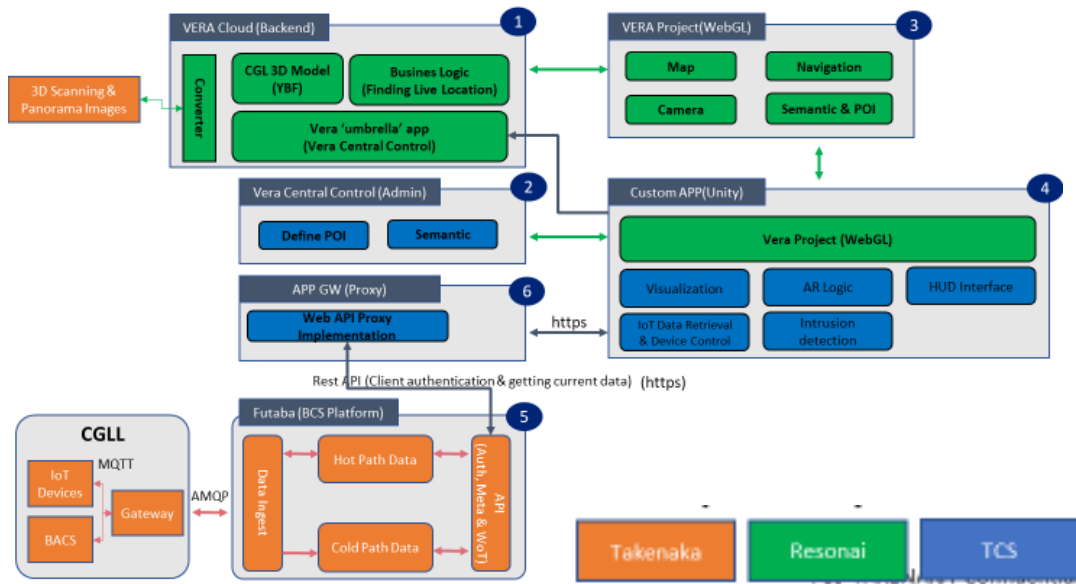 VERA Cloud (Backend)
1
3D Scanning &
Panorama Images
Converter
CGL 3D Model
(YBF)
Busines Logic
(Finding Live Location)
Vera ‘umbrella’ app
(Vera Central Control)
VERA Project(WebGL)
3
Map
Navigation
Camera
Semantic & POI
Vera Central Control (Admin)
2
Define POI
Semantic
Custom APP(Unity)
4
Vera Project (WebGL)
Visualization
AR Logic
HUD Interface
IoT Data Retrieval
& Device Control
Intrusion
detection
APP GW (Proxy)
6
Web API Proxy
Implementation
https
Rest API (Client authentication & getting current data) (https)
Futaba (BCS Platform)
5
CGLL
MQTT
IoT
Devices
Gateway
BACS
AMQP
Data Ingest
Hot Path Data
Cold Path Data
API
(Auth, Meta & WoT)
Takenaka
Resonai
TCS